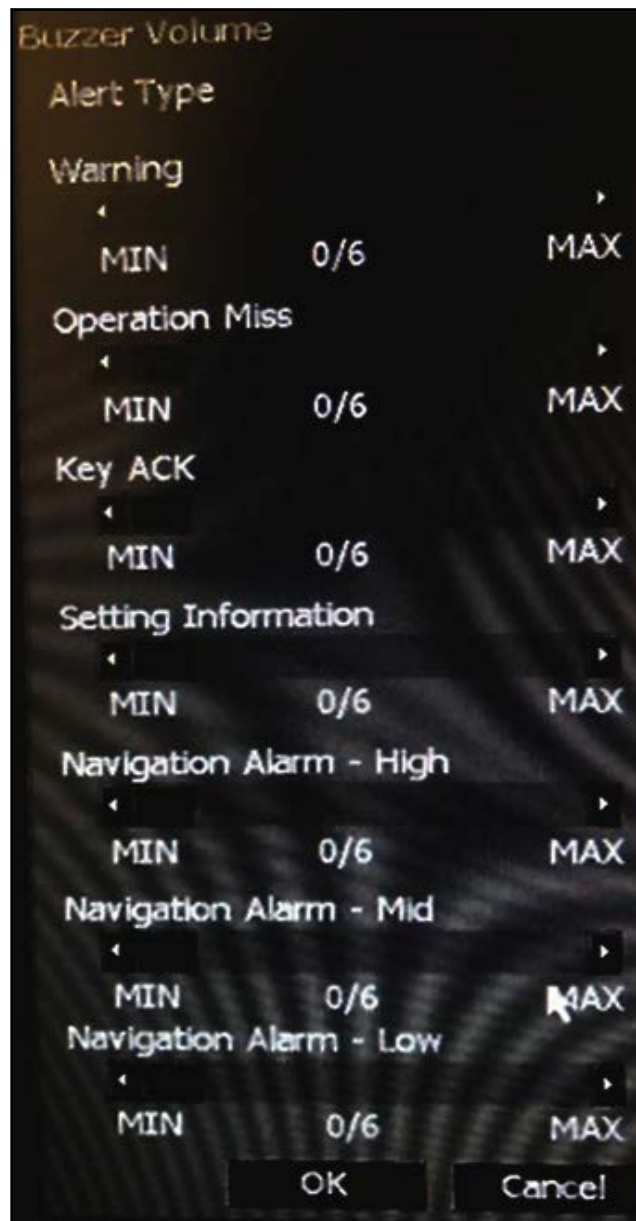 Buzzer Volume
Alert Type
Warning
MIN 0/6 MAX
Operation Miss
MIN 0/6 MAX
Key ACK
MIN 0/6 MAX
Setting Information
MIN 0/6 MAX
Navigation Alarm - High
MIN 0/6 MAX
Navigation Alarm - Mid
MIN 0/6 MAX
Navigation Alarm - Low
MIN 0/6 MAX
OK Cancel